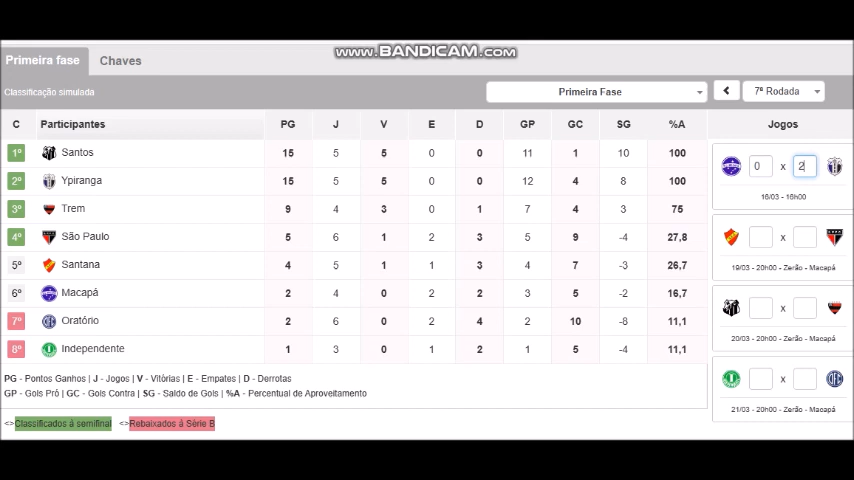 www.BANDICAM.com
Primeira fase Chaves
Classificação simulada Primeira Fase 7ª Rodada
C Participantes PG J V E D GP GC SG %A Jogos
1º Santos 15 5 5 0 0 11 1 10 100
2º Ypiranga 15 5 5 0 0 12 4 8 100
3º Trem 9 4 3 0 1 7 4 3 75
4º São Paulo 5 6 1 2 3 5 9 -4 27,8
5º Santana 4 5 1 1 3 4 7 -3 26,7
6º Macapá 2 4 0 2 2 3 5 -2 16,7
7º Oratório 2 6 0 2 4 2 10 -8 11,1
8º Independente 1 3 0 1 2 1 5 -4 11,1
0 x 2
16/03 - 16h00
x
19/03 - 20h00 - Zerão - Macapá
x
20/03 - 20h00 - Zerão - Macapá
x
21/03 - 20h00 - Zerão - Macapá
PG - Pontos Ganhos | J - Jogos | V - Vitórias | E - Empates | D - Derrotas
GP - Gols Pró | GC - Gols Contra | SG - Saldo de Gols | %A - Percentual de Aproveitamento
<>Classificados à semifinal <>Rebaixados á Série B